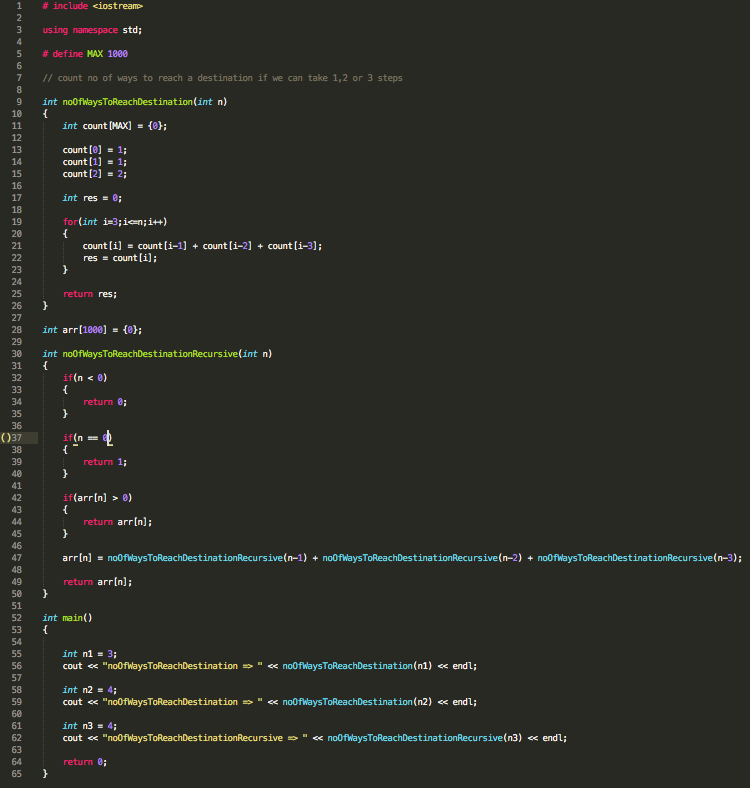 1 # include <iostream>
2
3 using namespace std;
4
5 # define MAX 1000
6
7 // count no of ways to reach a destination if we can take 1,2 or 3 steps
8
9 int noOfWaysToReachDestination(int n)
10 {
11 int count[MAX] = {0};
12
13 count[0] = 1;
14 count[1] = 1;
15 count[2] = 2;
16
17 int res = 0;
18
19 for(int i=3;i<=n;i++)
20 {
21 count[i] = count[i-1] + count[i-2] + count[i-3];
22 res = count[i];
23 }
24
25 return res;
26 }
27
28 int arr[1000] = {0};
29
30 int noOfWaysToReachDestinationRecursive(int n)
31 {
32 if(n < 0)
33 {
34 return 0;
35 }
36
()37 if(n == 0)
38 {
39 return 1;
40 }
41
42 if(arr[n] > 0)
43 {
44 return arr[n];
45 }
46
47 arr[n] = noOfWaysToReachDestinationRecursive(n-1) + noOfWaysToReachDestinationRecursive(n-2) + noOfWaysToReachDestinationRecursive(n-3);
48
49 return arr[n];
50 }
51
52 int main()
53 {
54
55 int n1 = 3;
56 cout << "noOfWaysToReachDestination => " << noOfWaysToReachDestination(n1) << endl;
57
58 int n2 = 4;
59 cout << "noOfWaysToReachDestination => " << noOfWaysToReachDestination(n2) << endl;
60
61 int n3 = 4;
62 cout << "noOfWaysToReachDestinationRecursive => " << noOfWaysToReachDestinationRecursive(n3) << endl;
63
64 return 0;
65 }